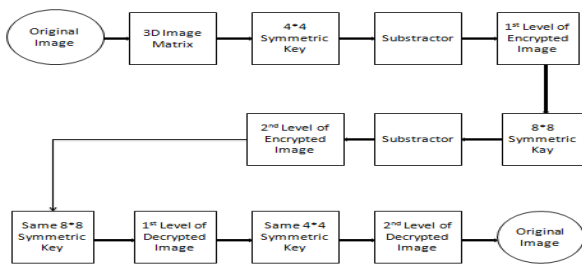 Original
Image
3D Image
Matrix
4*4
Symmetric
Key
Substractor
1st Level of
Encrypted
Image
2nd Level of
Encrypted
Image
Substractor
8*8
Symmetric
Kay
Same 8*8
Symmetric
Key
1st Level of
Decrypted
Image
Same 4*4
Symmetric
Key
2nd Level of
Decrypted
Image
Original
Image